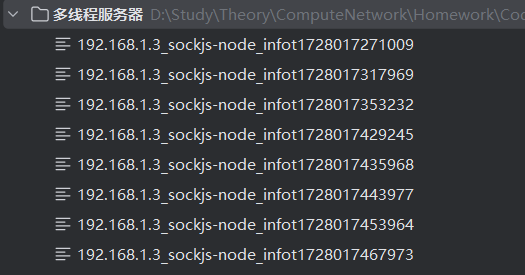 多线程服务器 D:\Study\Theory\ComputeNetwork\Homework\Coc
192.168.1.3_sockjs-node_infot1728017271009
192.168.1.3_sockjs-node_infot1728017317969
192.168.1.3_sockjs-node_infot1728017353232
192.168.1.3_sockjs-node_infot1728017429245
192.168.1.3_sockjs-node_infot1728017435968
192.168.1.3_sockjs-node_infot1728017443977
192.168.1.3_sockjs-node_infot1728017453964
192.168.1.3_sockjs-node_infot1728017467973